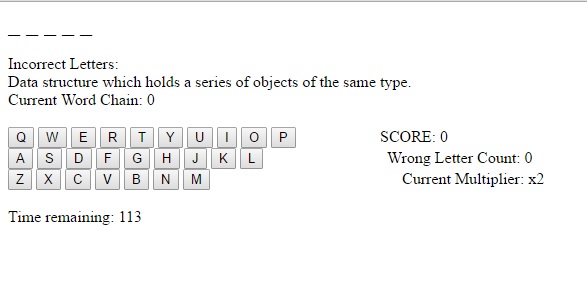 _ _ _ _ _
Incorrect Letters:
Data structure which holds a series of objects of the same type.
Current Word Chain: 0
Q W E R T Y U I O P
SCORE: 0
A S D F G H J K L
Wrong Letter Count: 0
Z X C V B N M
Current Multiplier: x2
Time remaining: 113